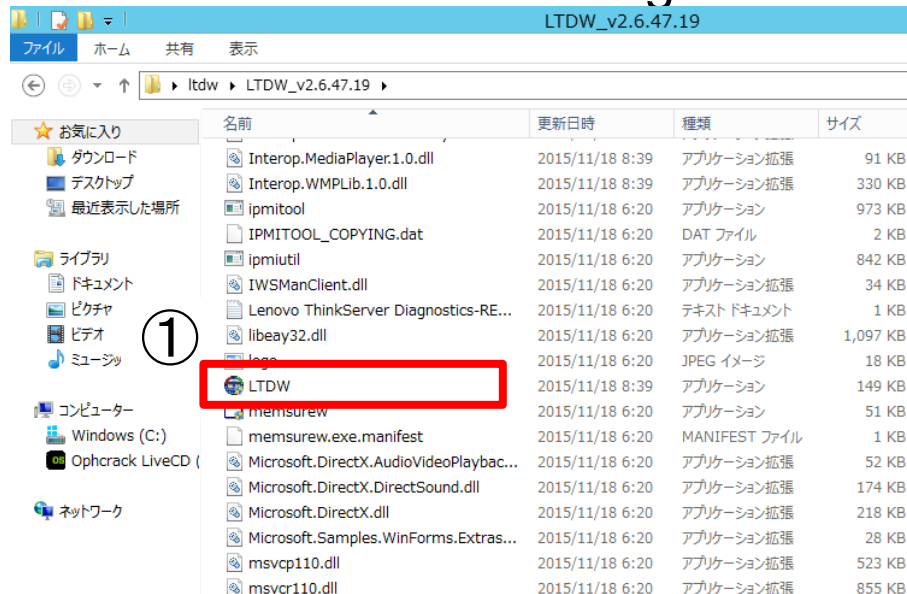 LTDW_v2.6.47.19
ファイル ホーム 共有 表示
ltdw LTDW_v2.6.47.19
名前 更新日時 種類 サイズ
お気に入り
ダウンロード
デスクトップ
最近表示した場所
ライブラリ
ドキュメント
ピクチャ
ビデオ
ミュージッ
コンピューター
Windows (C:)
Ophcrack LiveCD (
ネットワーク
①
Interop.MediaPlayer.1.0.dll 2015/11/18 8:39 アプリケーション拡張 91 KB
Interop.WMPLib.1.0.dll 2015/11/18 8:39 アプリケーション拡張 330 KB
ipmitool 2015/11/18 6:20 アプリケーション 973 KB
IPMITOOL_COPYING.dat 2015/11/18 6:20 DAT ファイル 2 KB
ipmiutil 2015/11/18 6:20 アプリケーション 842 KB
IWSManClient.dll 2015/11/18 6:20 アプリケーション拡張 34 KB
Lenovo ThinkServer Diagnostics-RE... 2015/11/18 6:20 テキスト ドキュメント 1 KB
libeay32.dll 2015/11/18 6:20 アプリケーション拡張 1,097 KB
logo 2015/11/18 6:20 JPEG イメージ 18 KB
LTDW 2015/11/18 8:39 アプリケーション 149 KB
memsurew 2015/11/18 6:20 アプリケーション 51 KB
memsurew.exe.manifest 2015/11/18 6:20 MANIFEST ファイル 1 KB
Microsoft.DirectX.AudioVideoPlaybac... 2015/11/18 6:20 アプリケーション拡張 52 KB
Microsoft.DirectX.DirectSound.dll 2015/11/18 6:20 アプリケーション拡張 174 KB
Microsoft.DirectX.dll 2015/11/18 6:20 アプリケーション拡張 218 KB
Microsoft.Samples.WinForms.Extras... 2015/11/18 6:20 アプリケーション拡張 28 KB
msvcp110.dll 2015/11/18 6:20 アプリケーション拡張 523 KB
msvcr110.dll 2015/11/18 6:20 アプリケーション拡張 855 KB